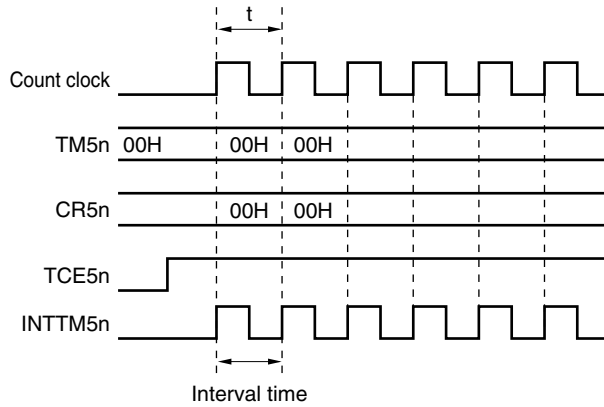 t
Count clock
TM5n 00H 00H 00H
CR5n 00H 00H
TCE5n
INTTM5n
Interval time